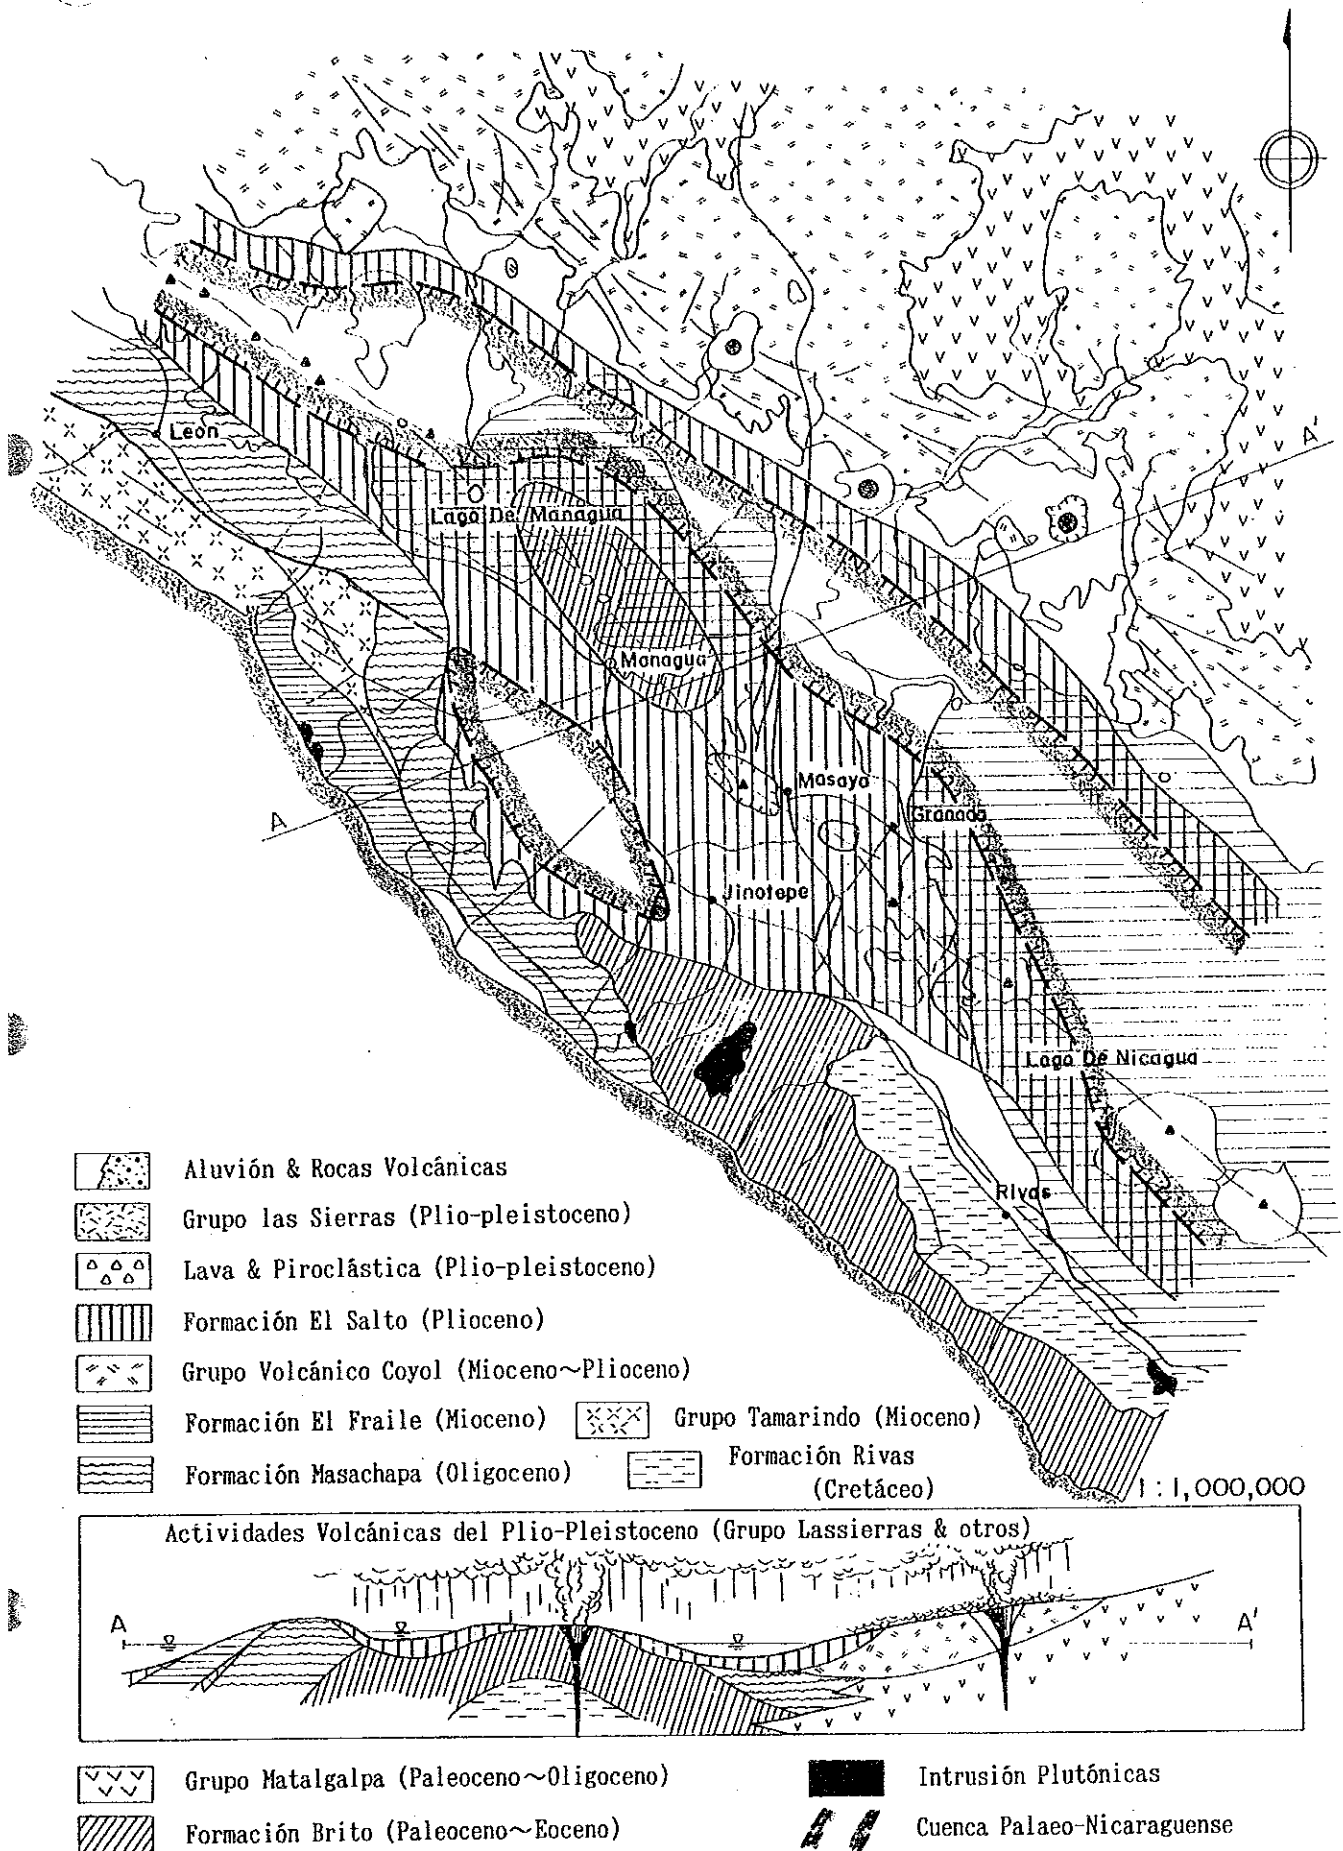 A'
León
Lago De Managua
Managua
Masaya
Granada
A
Jinotepe
Lago De Nicagua
Rivas
Aluvión & Rocas Volcánicas
Grupo las Sierras (Plio-pleistoceno)
Lava & Piroclástica (Plio-pleistoceno)
Formación El Salto (Plioceno)
Grupo Volcánico Coyol (Mioceno~Plioceno)
Formación El Fraile (Mioceno) Grupo Tamarindo (Mioceno)
Formación Masachapa (Oligoceno) Formación Rivas
(Cretáceo)
1:1,000,000
Actividades Volcánicas del Plio-Pleistoceno (Grupo Lassierras & otros)
A A'
Grupo Matalgalpa (Paleoceno~Oligoceno) Intrusión Plutónicas
Formación Brito (Paleoceno~Eoceno) Cuenca Palaeo-Nicaraguense